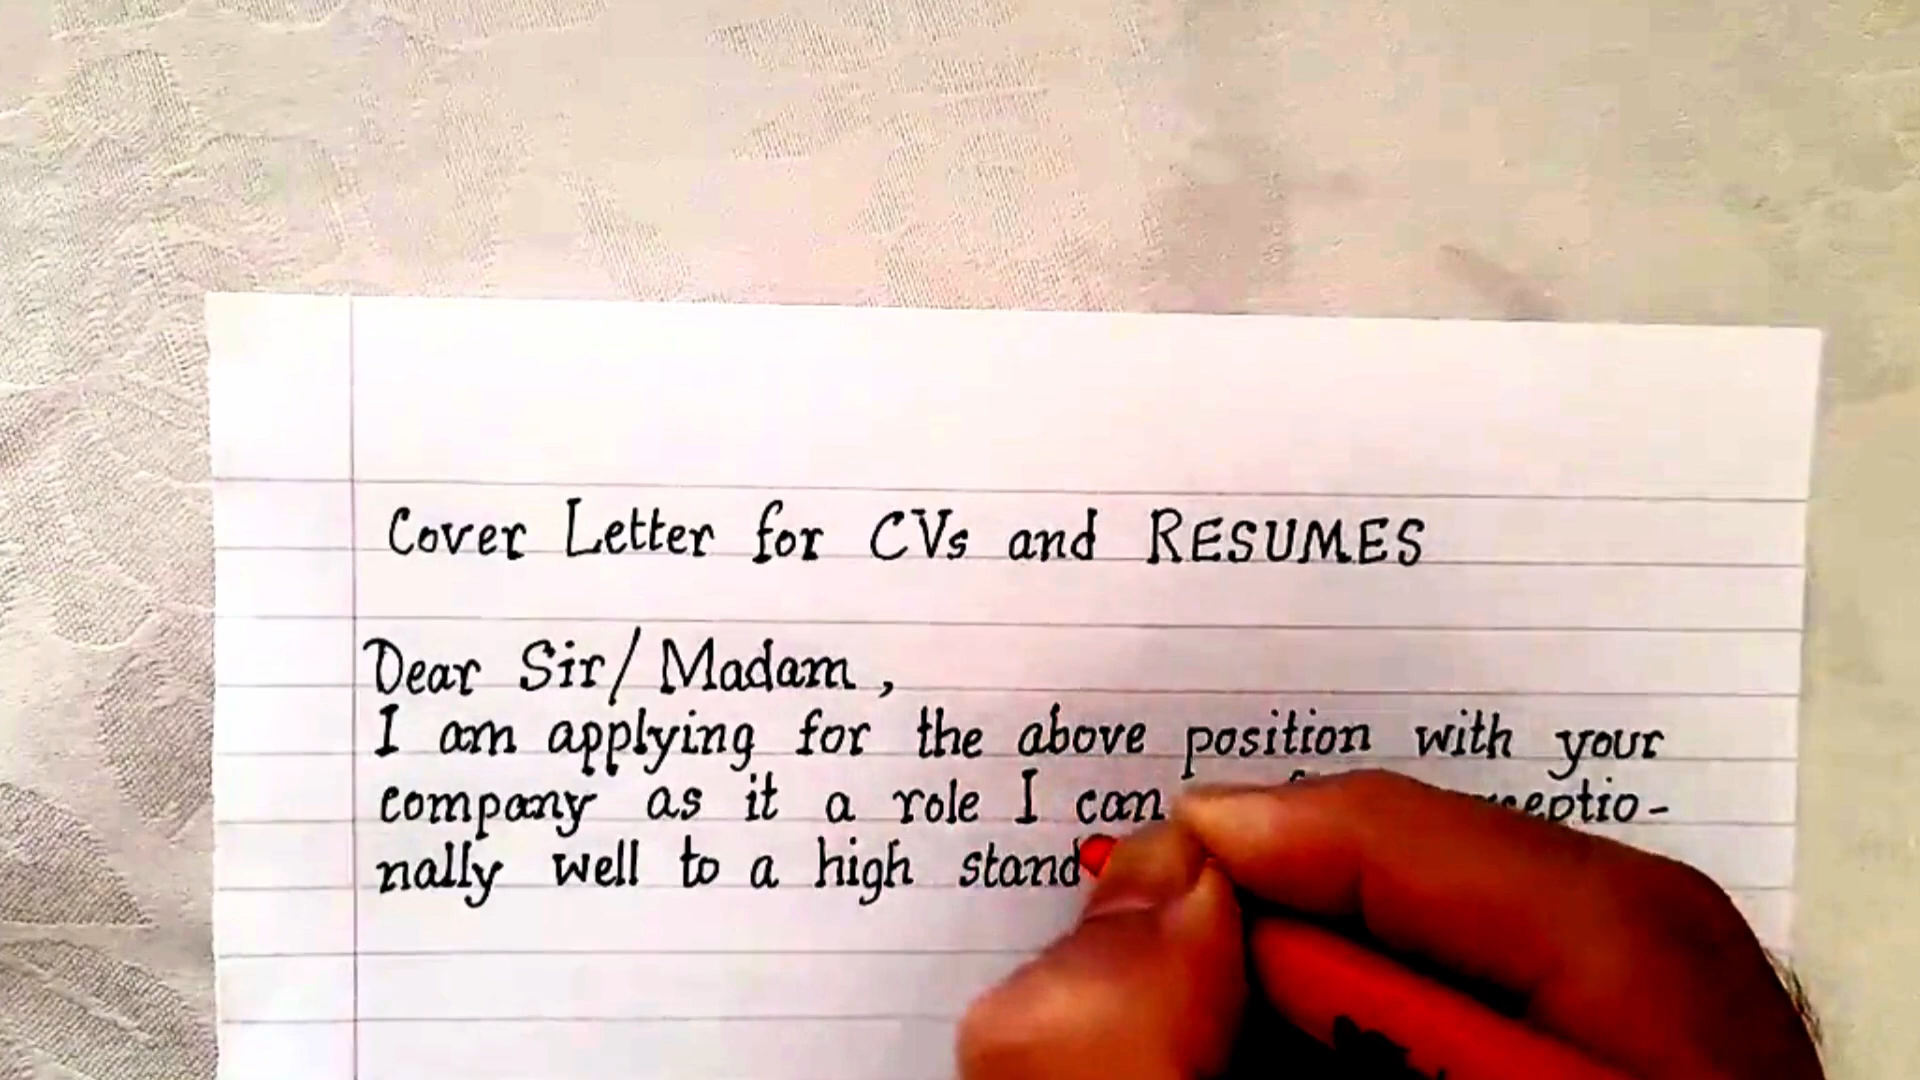 Cover Letter for CVs and RESUMES
Dear Sir/Madam,
I am applying for the above position with your
company as it a role I can
nally well to a high stand